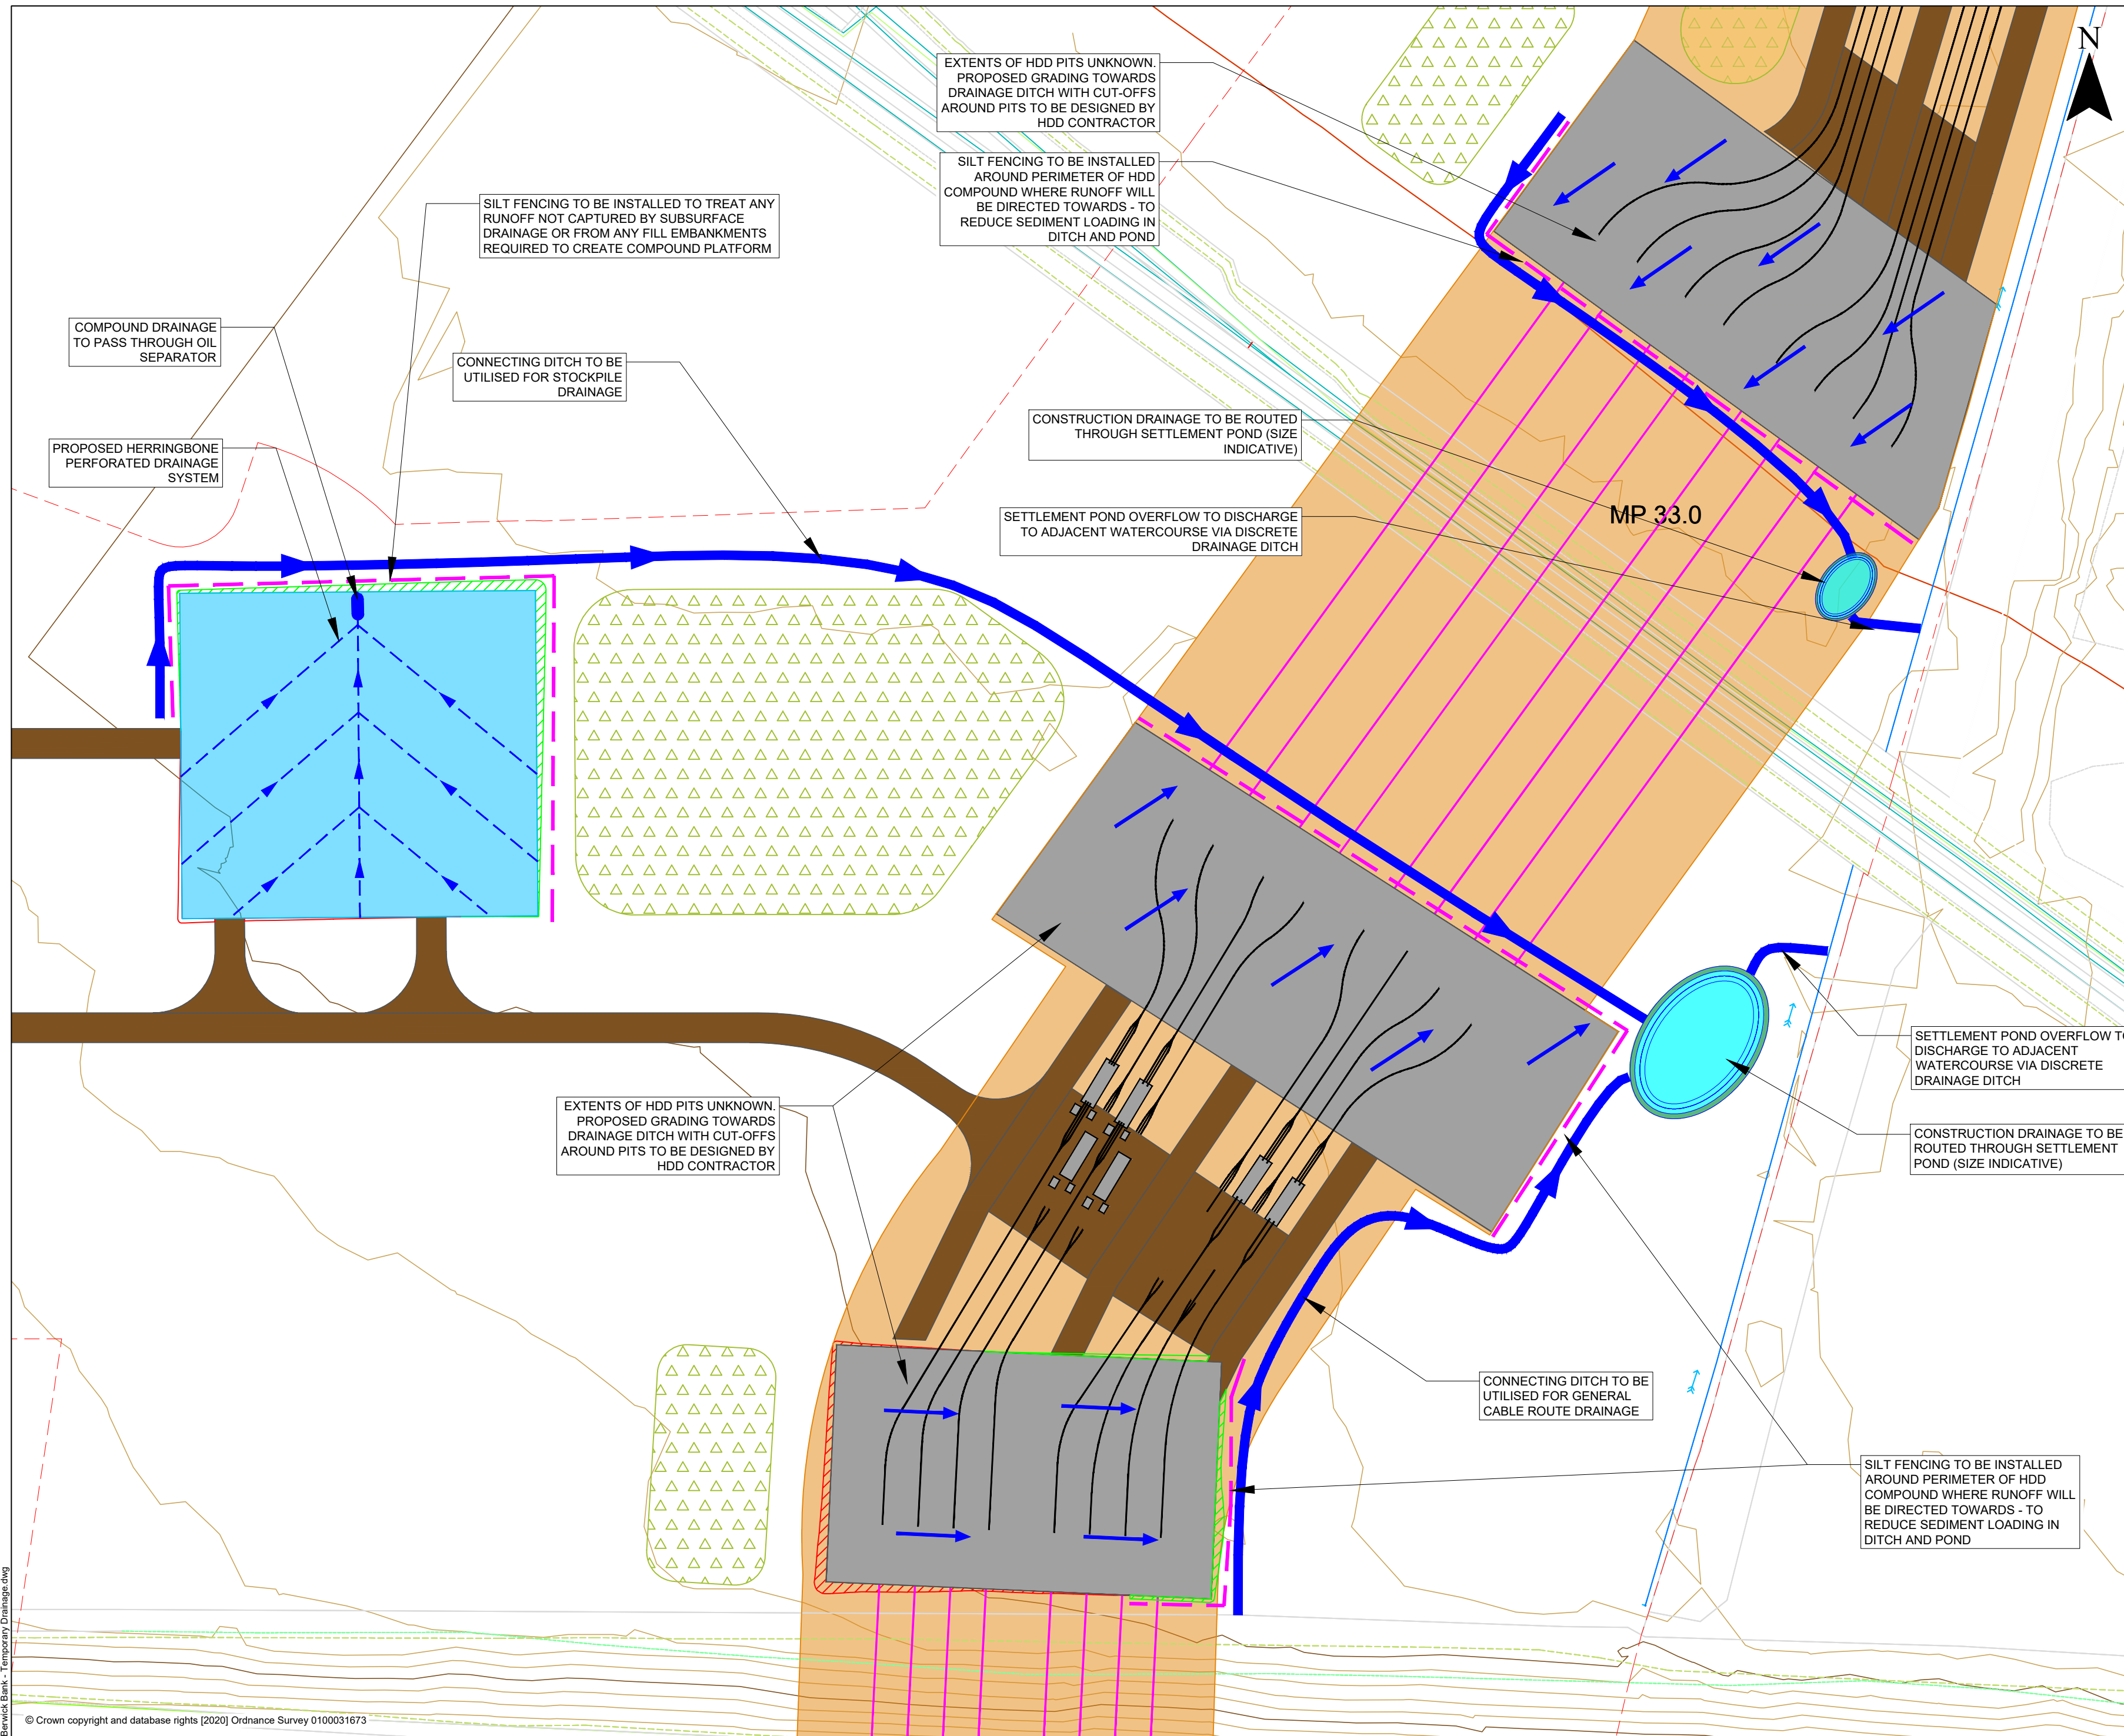 N
EXTENTS OF HDD PITS UNKNOWN.
PROPOSED GRADING TOWARDS
DRAINAGE DITCH WITH CUT-OFFS
AROUND PITS TO BE DESIGNED BY
HDD CONTRACTOR
SILT FENCING TO BE INSTALLED
AROUND PERIMETER OF HDD
COMPOUND WHERE RUNOFF WILL
BE DIRECTED TOWARDS - TO
REDUCE SEDIMENT LOADING IN
DITCH AND POND
SILT FENCING TO BE INSTALLED TO TREAT ANY
RUNOFF NOT CAPTURED BY SUBSURFACE
DRAINAGE OR FROM ANY FILL EMBANKMENTS
REQUIRED TO CREATE COMPOUND PLATFORM
COMPOUND DRAINAGE
TO PASS THROUGH OIL
SEPARATOR
CONNECTING DITCH TO BE
UTILISED FOR STOCKPILE
DRAINAGE
PROPOSED HERRINGBONE
PERFORATED DRAINAGE
SYSTEM
CONSTRUCTION DRAINAGE TO BE ROUTED
THROUGH SETTLEMENT POND (SIZE
INDICATIVE)
MP 33.0
SETTLEMENT POND OVERFLOW TO DISCHARGE
TO ADJACENT WATERCOURSE VIA DISCRETE
DRAINAGE DITCH
SETTLEMENT POND OVERFLOW TO
DISCHARGE TO ADJACENT
WATERCOURSE VIA DISCRETE
DRAINAGE DITCH
EXTENTS OF HDD PITS UNKNOWN.
PROPOSED GRADING TOWARDS
DRAINAGE DITCH WITH CUT-OFFS
AROUND PITS TO BE DESIGNED BY
HDD CONTRACTOR
CONSTRUCTION DRAINAGE TO BE
ROUTED THROUGH SETTLEMENT
POND (SIZE INDICATIVE)
CONNECTING DITCH TO BE
UTILISED FOR GENERAL
CABLE ROUTE DRAINAGE
SILT FENCING TO BE INSTALLED
AROUND PERIMETER OF HDD
COMPOUND WHERE RUNOFF WILL
BE DIRECTED TOWARDS - TO
REDUCE SEDIMENT LOADING IN
DITCH AND POND
Berwick Bank - Temporary Drainage.dwg
© Crown copyright and database rights [2020] Ordnance Survey 0100031673